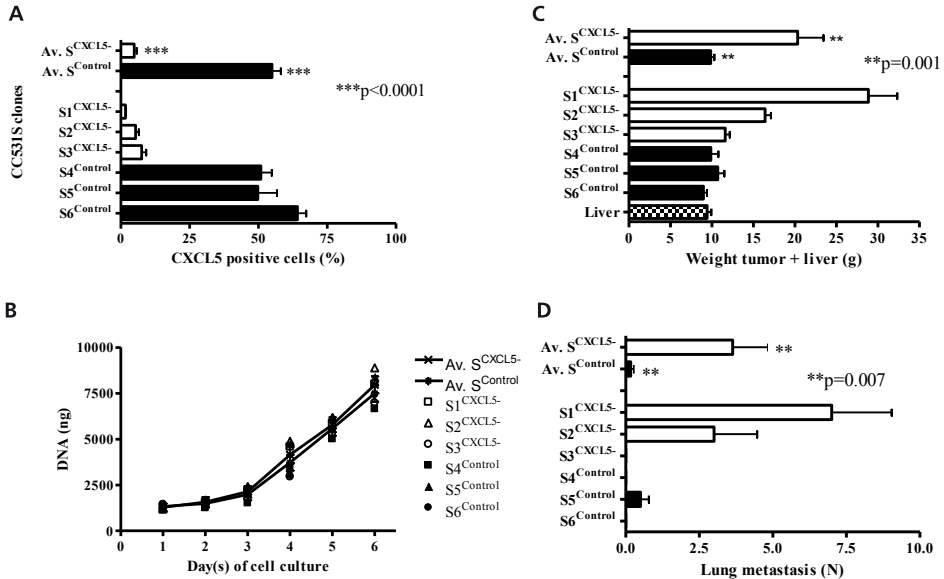 A
CC531S clones
Av. S^CXCL5-
Av. S^Control
S1^CXCL5-
S2^CXCL5-
S3^CXCL5-
S4^Control
S5^Control
S6^Control
***
***
***p<0.0001
0 25 50 75 100
CXCL5 positive cells (%)
C
Av. S^CXCL5-
Av. S^Control
S1^CXCL5-
S2^CXCL5-
S3^CXCL5-
S4^Control
S5^Control
S6^Control
Liver
**
**
**p=0.001
0 5 10 15 20 25 30 35
Weight tumor + liver (g)
B
DNA (ng)
10000
7500
5000
2500
0
0 1 2 3 4 5 6
Day(s) of cell culture
Av. S^CXCL5-
Av. S^Control
S1^CXCL5-
S2^CXCL5-
S3^CXCL5-
S4^Control
S5^Control
S6^Control
D
Av. S^CXCL5-
Av. S^Control
S1^CXCL5-
S2^CXCL5-
S3^CXCL5-
S4^Control
S5^Control
S6^Control
**
**
**p=0.007
0.0 2.5 5.0 7.5 10.0
Lung metastasis (N)